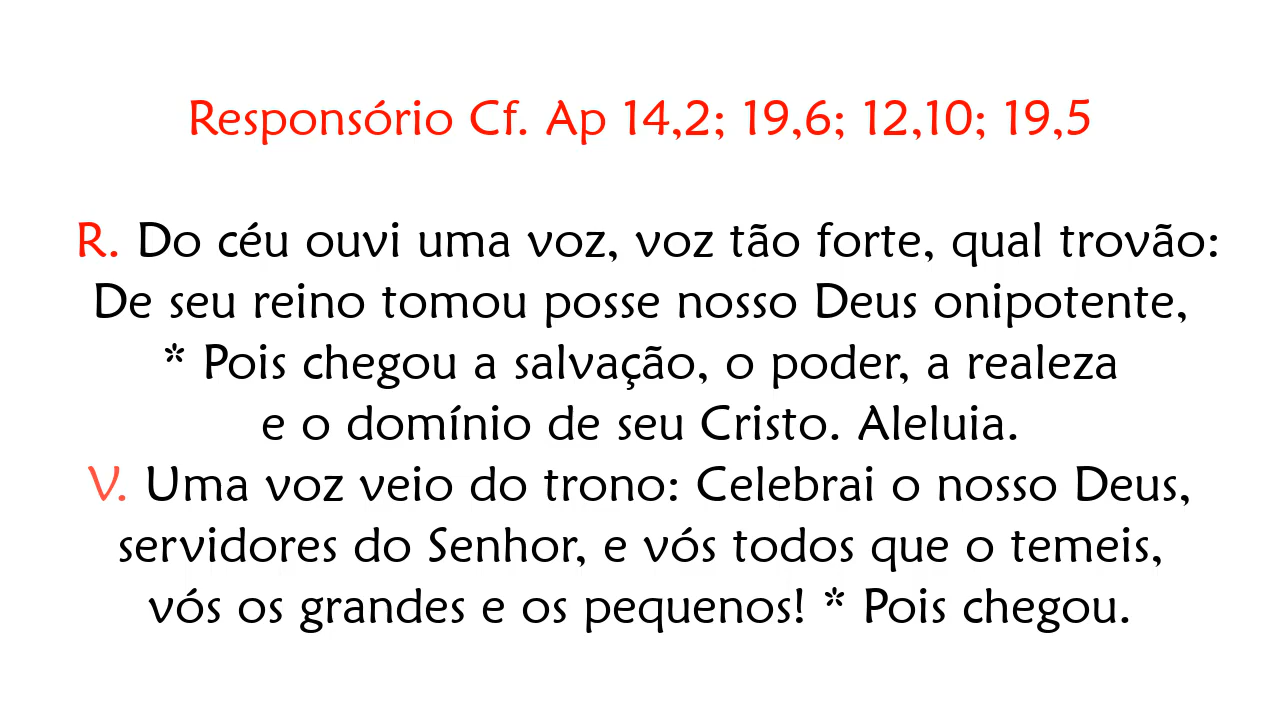 Responsório Cf. Ap 14,2; 19,6; 12,10; 19,5
R. Do céu ouvi uma voz, voz tão forte, qual trovão:
De seu reino tomou posse nosso Deus onipotente,
* Pois chegou a salvação, o poder, a realeza
e o domínio de seu Cristo. Aleluia.
V. Uma voz veio do trono: Celebrai o nosso Deus,
servidores do Senhor, e vós todos que o temeis,
vós os grandes e os pequenos! * Pois chegou.